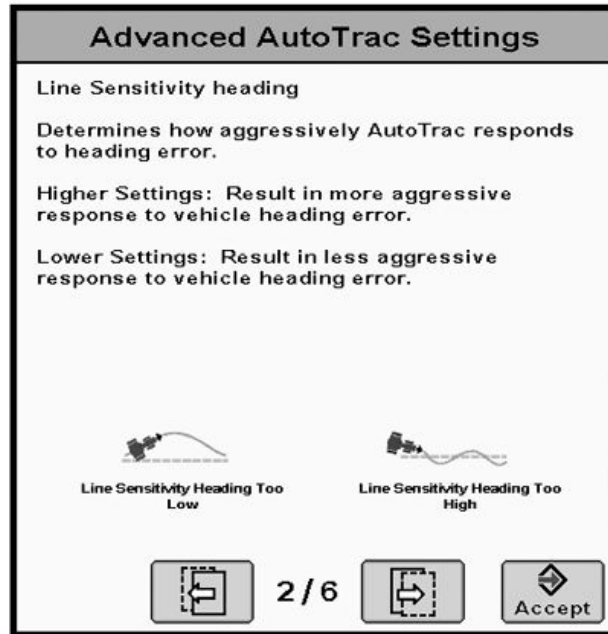 Advanced AutoTrac Settings
Line Sensitivity heading
Determines how aggressively AutoTrac responds
to heading error.
Higher Settings: Result in more aggressive
response to vehicle heading error.
Lower Settings: Result in less aggressive
response to vehicle heading error.
Line Sensitivity Heading Too
Low
Line Sensitivity Heading Too
High
2/6
Accept